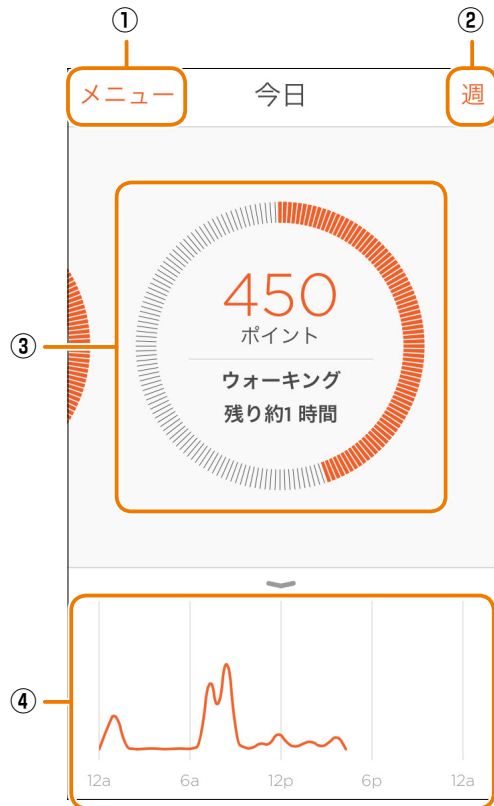 ① ②
メニュー 今日 週
③
450
ポイント
ウォーキング
残り約1 時間
④
12a 6a 12p 6p 12a